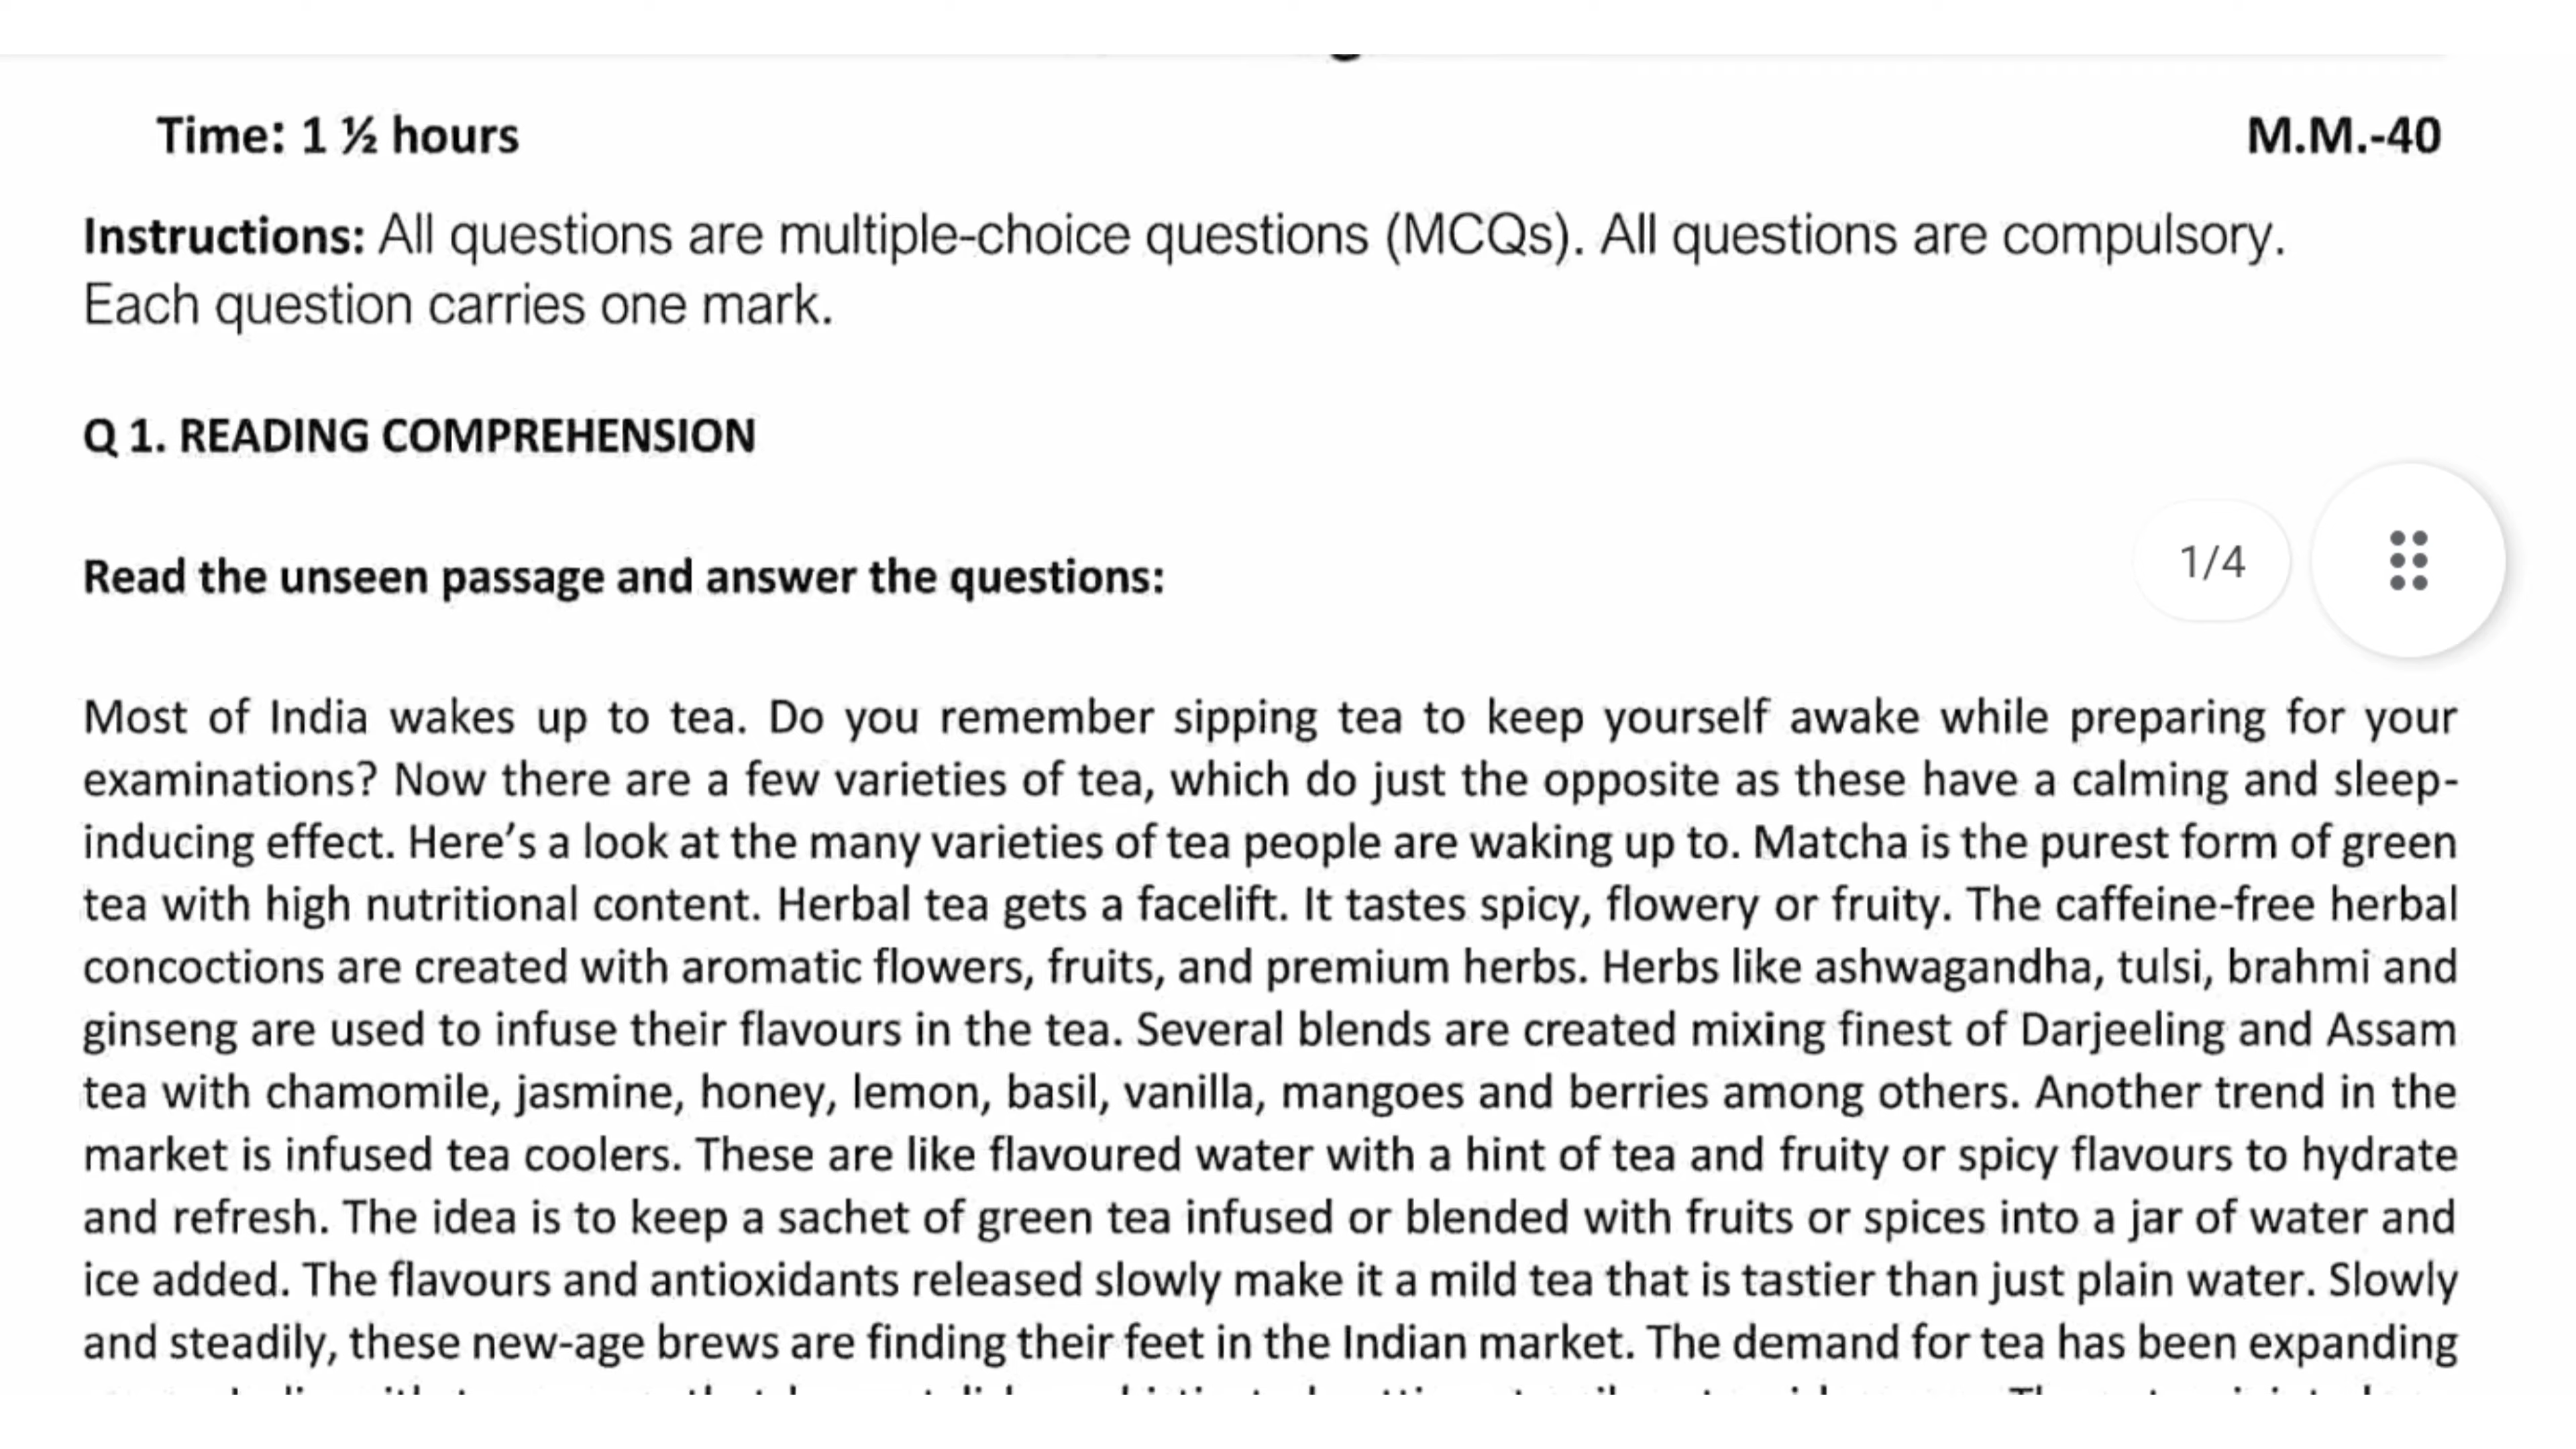 Time: 1 ½ hours M.M.-40
Instructions: All questions are multiple-choice questions (MCQs). All questions are compulsory.
Each question carries one mark.
Q 1. READING COMPREHENSION
Read the unseen passage and answer the questions:
1/4
Most of India wakes up to tea. Do you remember sipping tea to keep yourself awake while preparing for your
examinations? Now there are a few varieties of tea, which do just the opposite as these have a calming and sleep-
inducing effect. Here’s a look at the many varieties of tea people are waking up to. Matcha is the purest form of green
tea with high nutritional content. Herbal tea gets a facelift. It tastes spicy, flowery or fruity. The caffeine-free herbal
concoctions are created with aromatic flowers, fruits, and premium herbs. Herbs like ashwagandha, tulsi, brahmi and
ginseng are used to infuse their flavours in the tea. Several blends are created mixing finest of Darjeeling and Assam
tea with chamomile, jasmine, honey, lemon, basil, vanilla, mangoes and berries among others. Another trend in the
market is infused tea coolers. These are like flavoured water with a hint of tea and fruity or spicy flavours to hydrate
and refresh. The idea is to keep a sachet of green tea infused or blended with fruits or spices into a jar of water and
ice added. The flavours and antioxidants released slowly make it a mild tea that is tastier than just plain water. Slowly
and steadily, these new-age brews are finding their feet in the Indian market. The demand for tea has been expanding